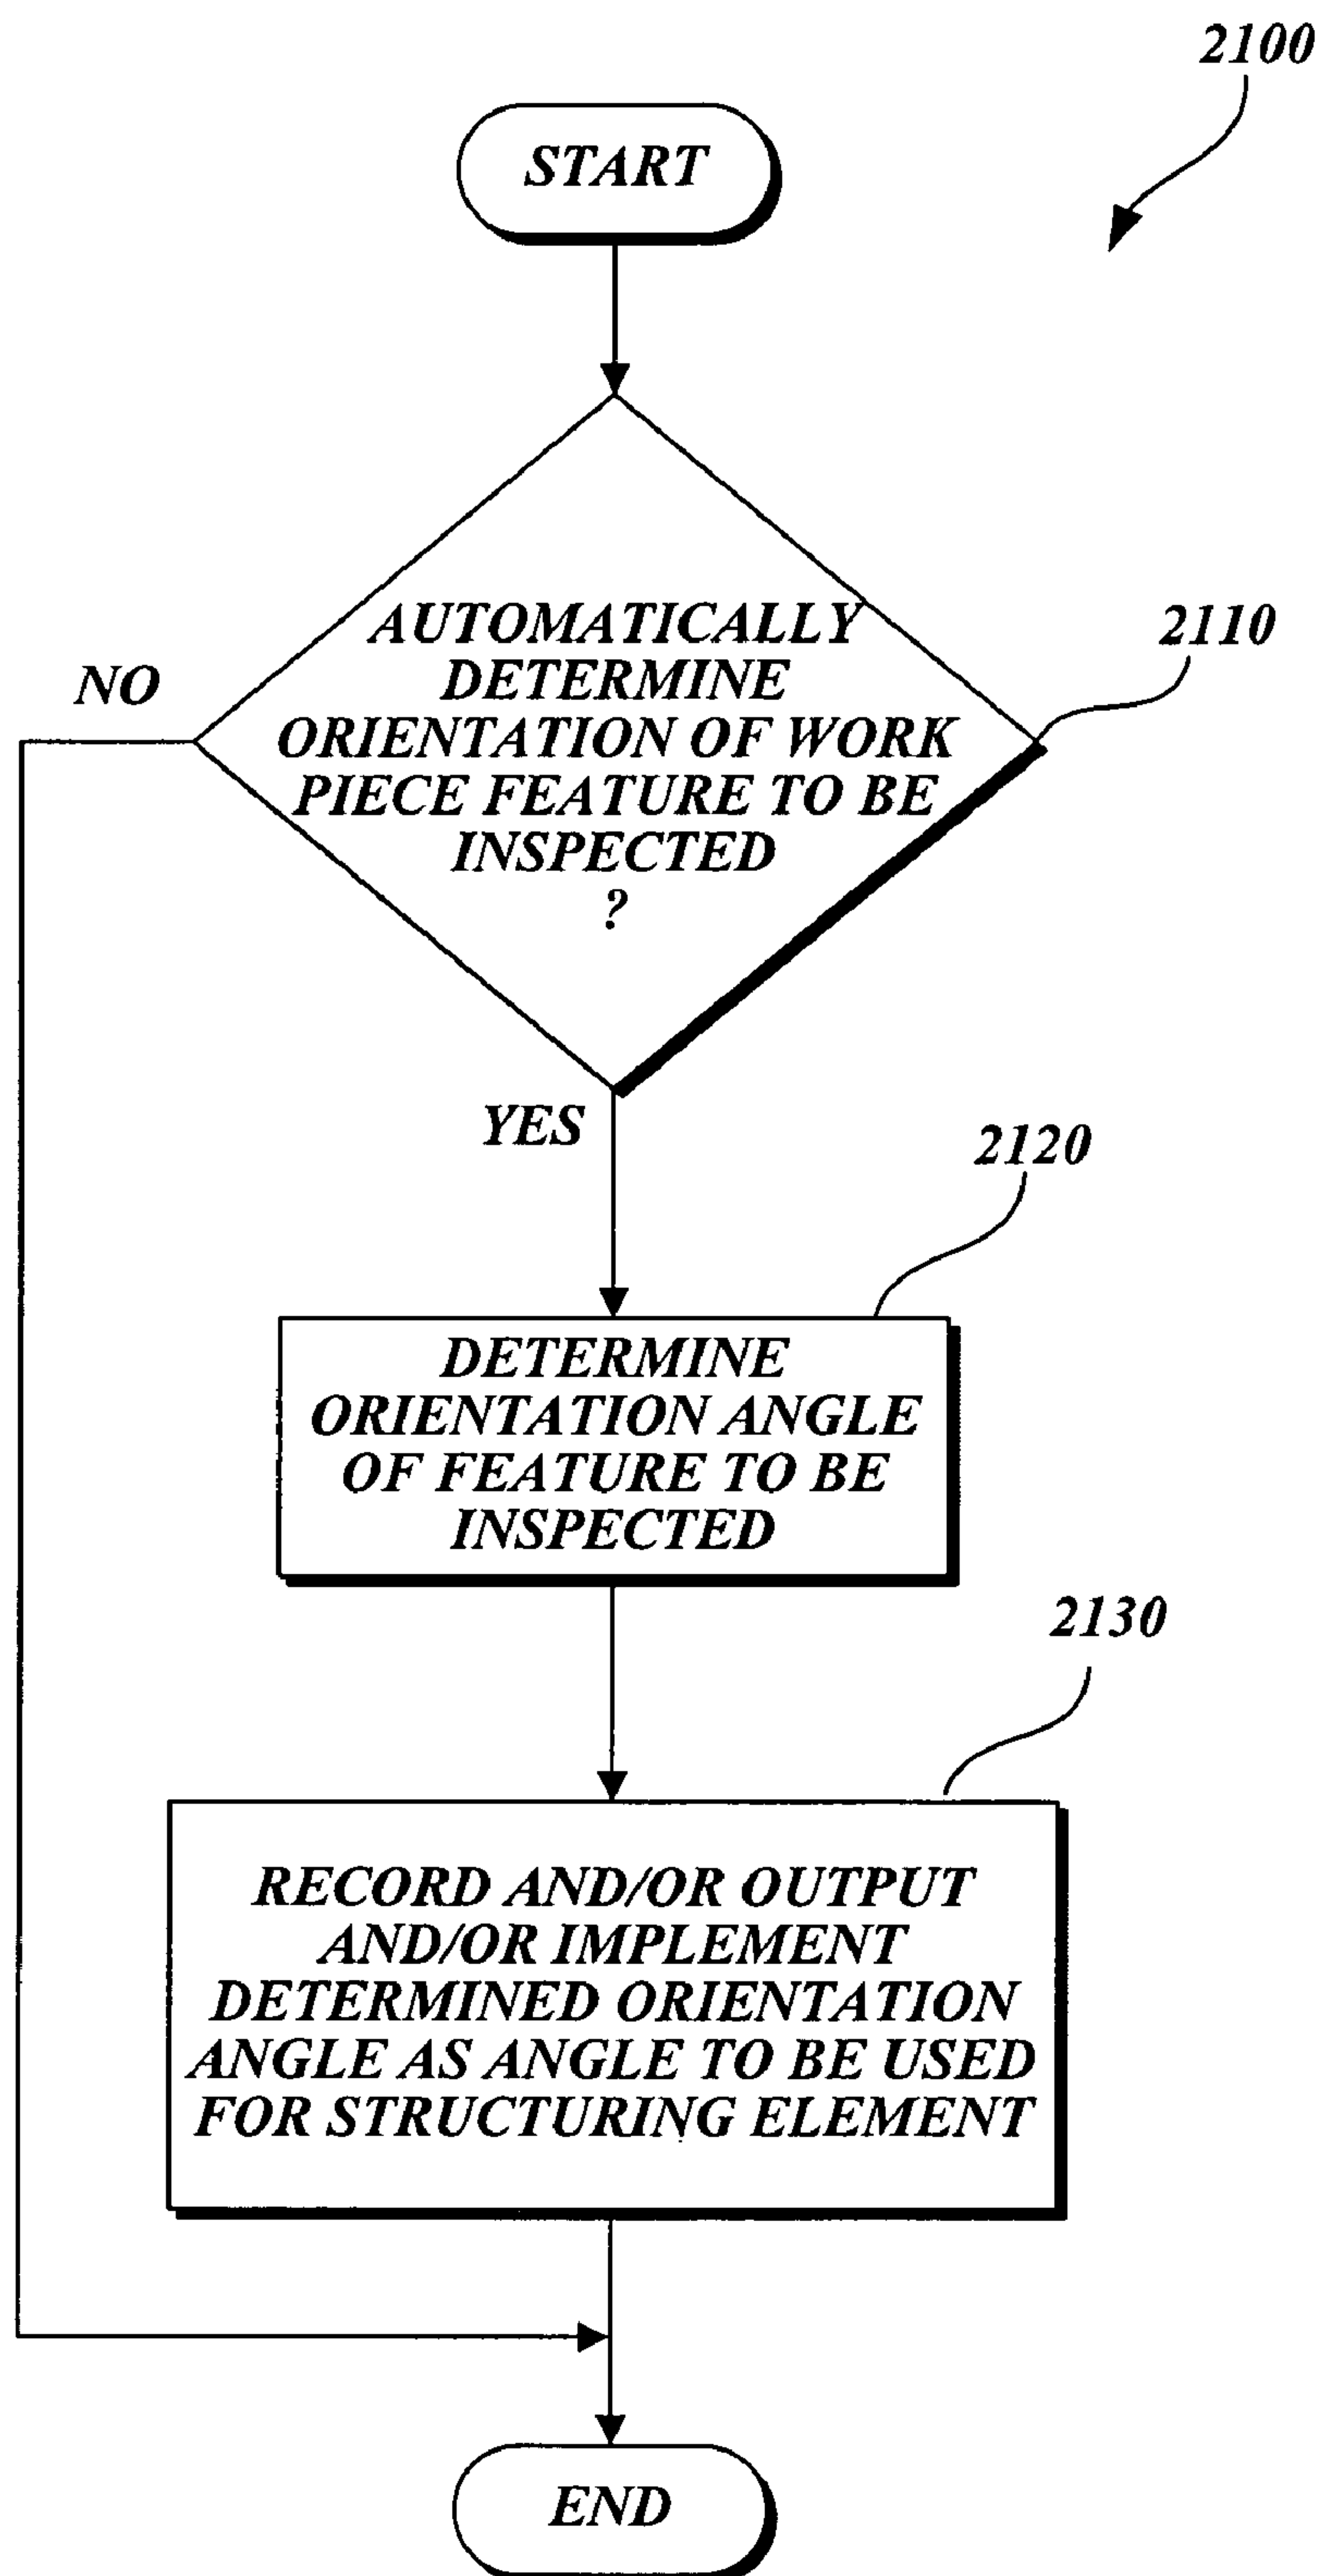 2100
START
AUTOMATICALLY
DETERMINE
ORIENTATION OF WORK
PIECE FEATURE TO BE
INSPECTED
?
2110
NO
YES
2120
DETERMINE
ORIENTATION ANGLE
OF FEATURE TO BE
INSPECTED
2130
RECORD AND/OR OUTPUT
AND/OR IMPLEMENT
DETERMINED ORIENTATION
ANGLE AS ANGLE TO BE USED
FOR STRUCTURING ELEMENT
END